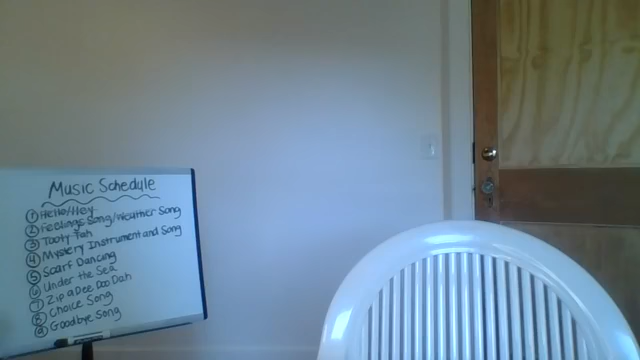 Music Schedule
① Hello/Hey
② Feelings Song/Weather Song
③ Tooty Tah
④ Mystery Instrument and Song
⑤ Scarf Dancing
⑥ Under the Sea
⑦ Zip a Dee Doo Dah
⑧ Choice Song
⑨ Goodbye Song